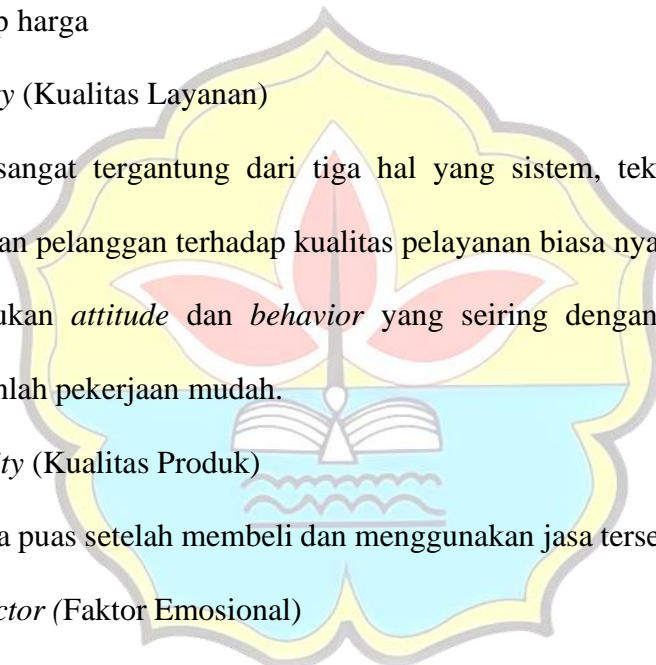 p harga
y (Kualitas Layanan)
sangat tergantung dari tiga hal yang sistem, tek
an pelanggan terhadap kualitas pelayanan biasa nya
ukan attitude dan behavior yang seiring dengan
nlah pekerjaan mudah.
ity (Kualitas Produk)
a puas setelah membeli dan menggunakan jasa terse
ctor (Faktor Emosional)